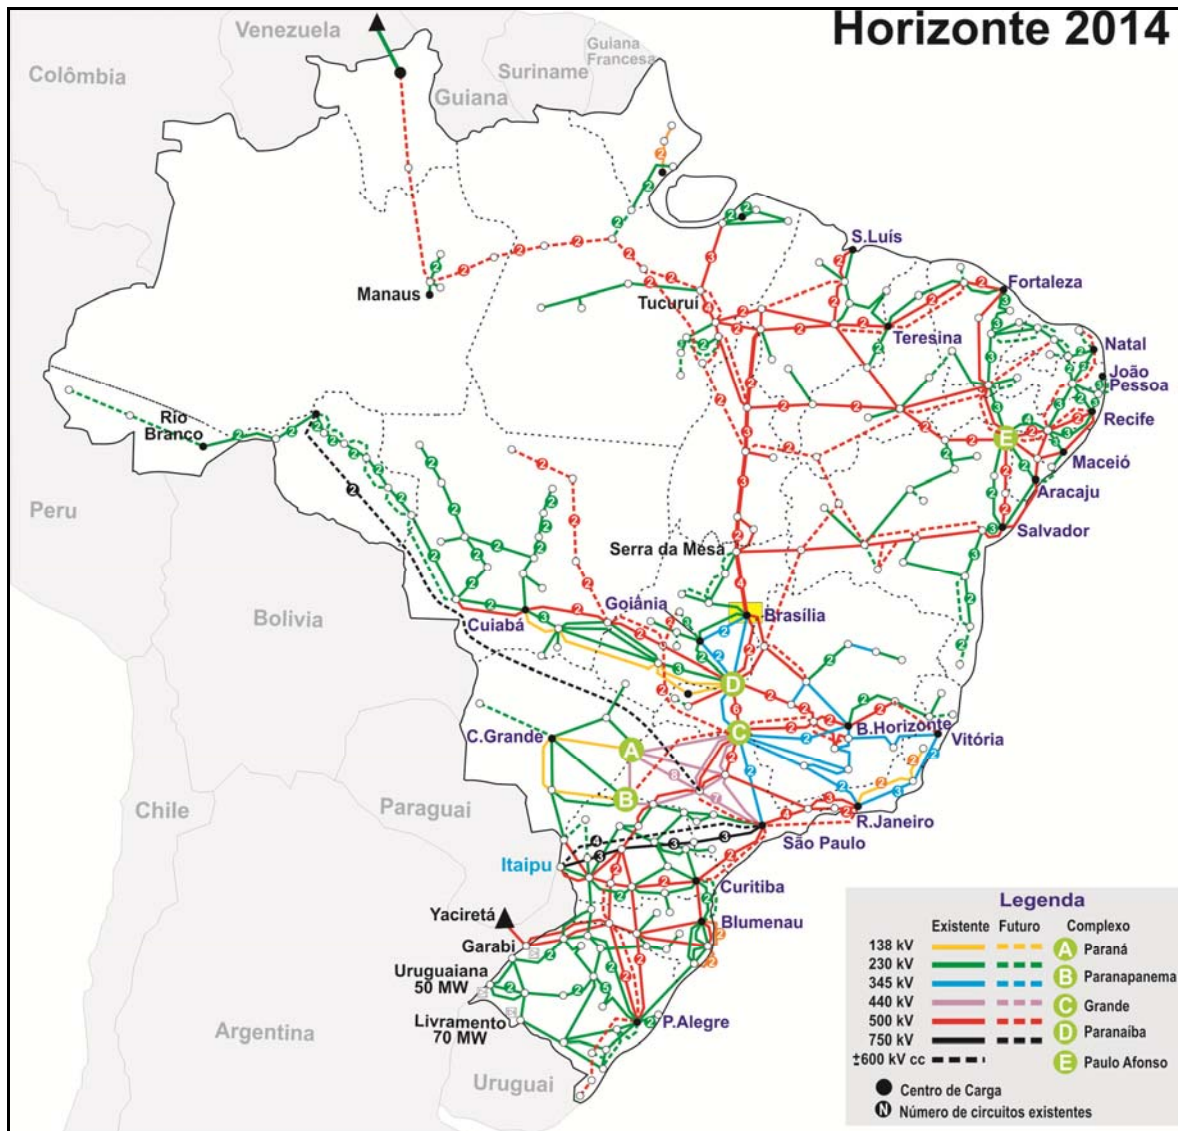 Horizonte 2014
Venezuela
Guiana
Francesa
Suriname
Colômbia
Guiana
S.Luís
Fortaleza
Manaus
Tucuruí
Teresina
Natal
João
Pessoa
Rio
Branco
Recife
E
Maceió
Aracaju
Peru
Salvador
Serra da Mesa
Bolivia
Goiânia
Brasília
Cuiabá
D
C.Grande
A
C
B.Horizonte
Vitória
Chile
Paraguai
B
R.Janeiro
São Paulo
Itaipu
Curitiba
Yaciretá
Blumenau
Garabi
Uruguaiana
50 MW
Livramento
70 MW
P.Alegre
Argentina
Uruguai
Legenda
Existente Futuro Complexo
138 kV A Paraná
230 kV
345 kV B Paranapanema
440 kV C Grande
500 kV D Paranaíba
750 kV
±600 kV cc E Paulo Afonso
Centro de Carga
N Número de circuitos existentes